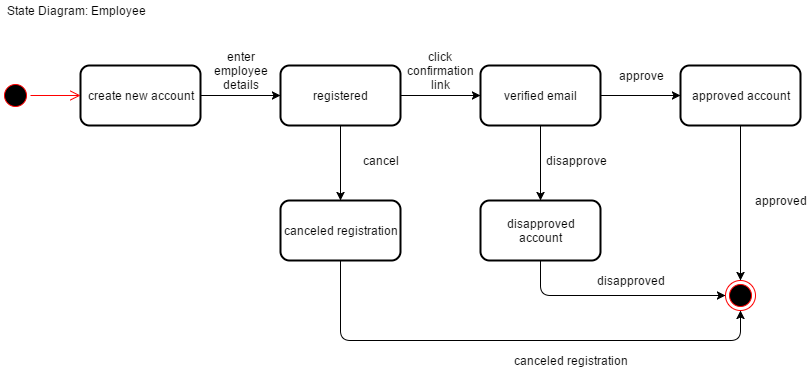 State Diagram: Employee
create new account
enter
employee
details
registered
click
confirmation
link
verified email
approve
approved account
cancel
disapprove
approved
canceled registration
disapproved
account
disapproved
canceled registration